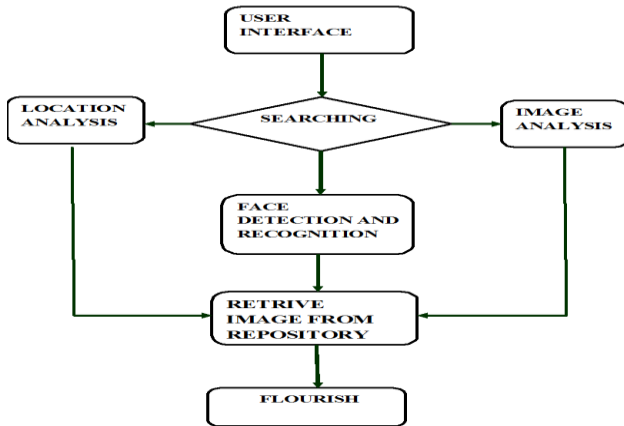 USER
INTERFACE
LOCATION
ANALYSIS
SEARCHING
IMAGE
ANALYSIS
FACE
DETECTION AND
RECOGNITION
RETRIVE
IMAGE FROM
REPOSITORY
FLOURISH